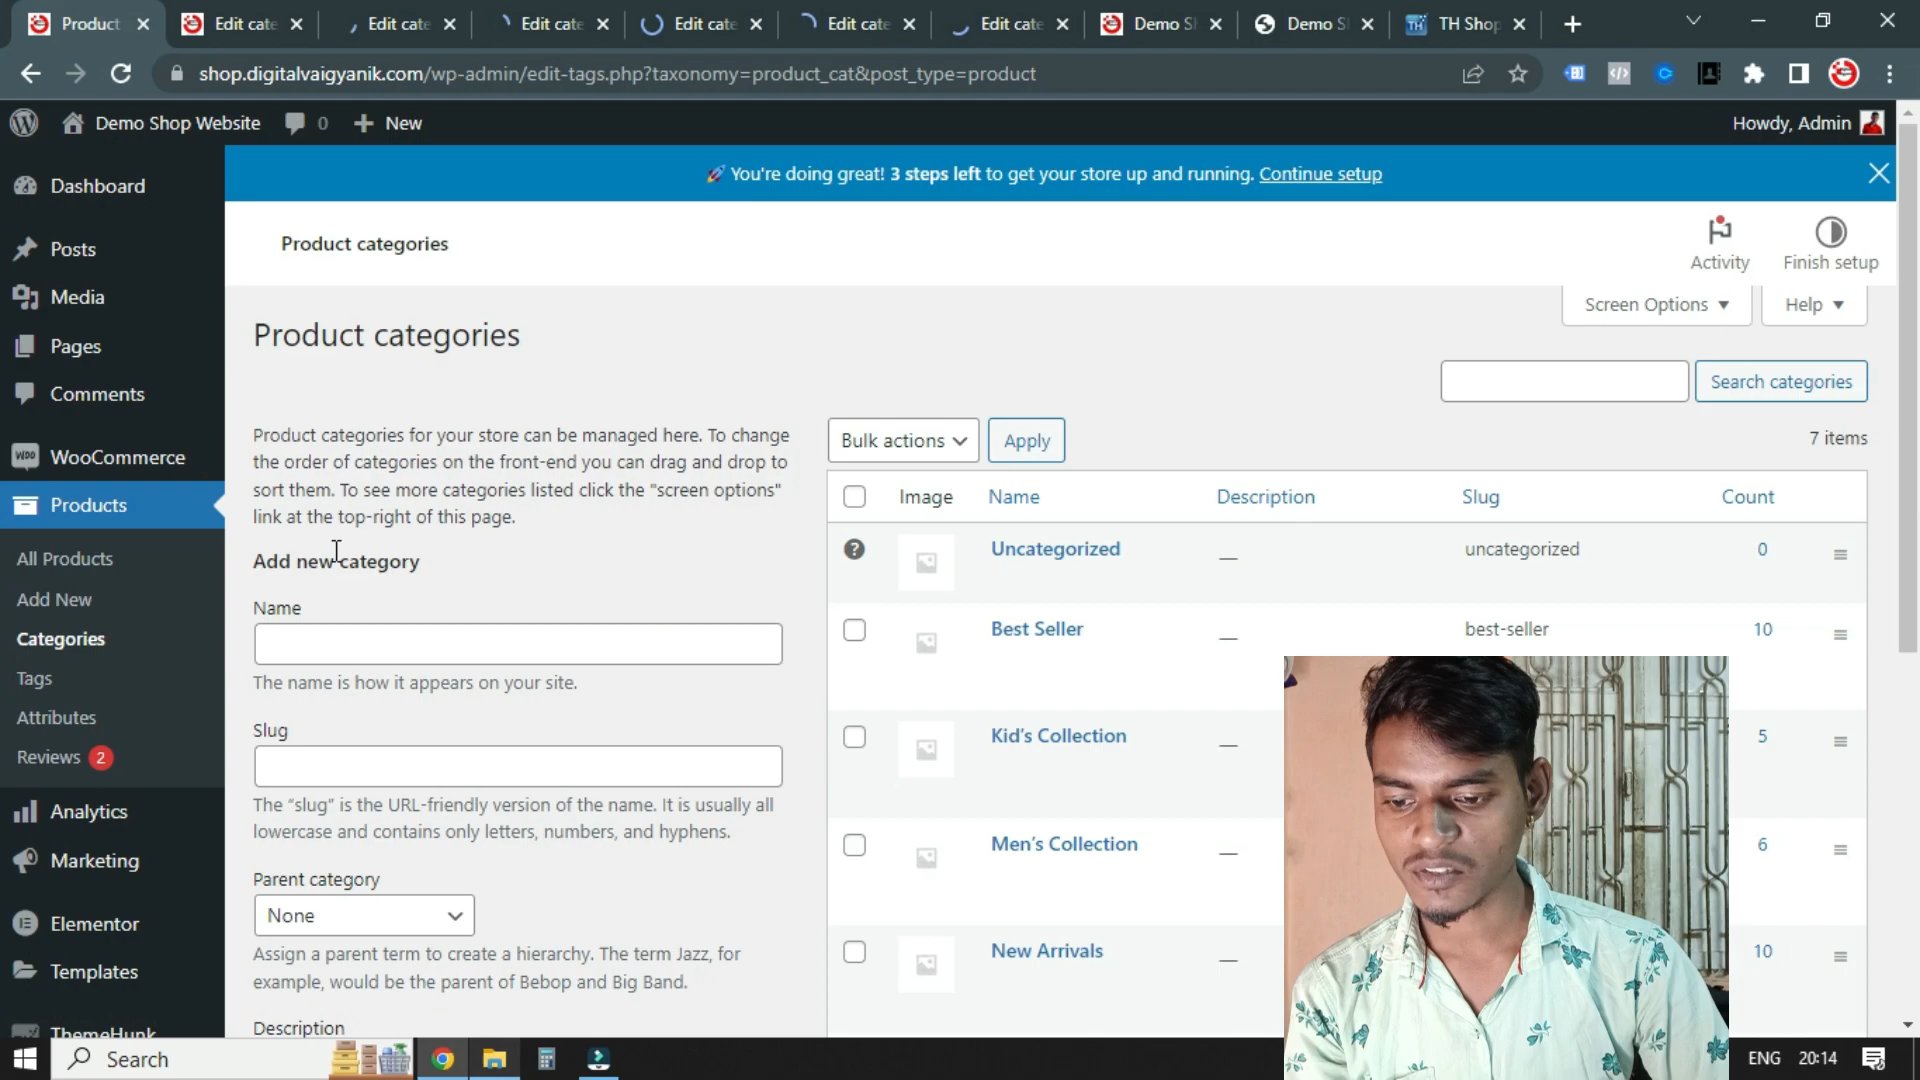 Product
Edit cate
Edit cate
Edit cate
Edit cate
Edit cate
Edit cate
Demo S
Demo S
TH Shop
shop.digitalvaigyanik.com/wp-admin/edit-tags.php?taxonomy=product_cat&post_type=product
Demo Shop Website
0
New
Howdy, Admin
You're doing great! 3 steps left to get your store up and running. Continue setup
Product categories
Activity
Finish setup
Screen Options
Help
Dashboard
Posts
Media
Pages
Comments
WooCommerce
Products
All Products
Add New
Categories
Tags
Attributes
Reviews 2
Analytics
Marketing
Elementor
Templates
ThemeHunk
Product categories
Search categories
Product categories for your store can be managed here. To change
the order of categories on the front-end you can drag and drop to
sort them. To see more categories listed click the "screen options"
link at the top-right of this page.
Add new category
Name
The name is how it appears on your site.
Slug
The “slug” is the URL-friendly version of the name. It is usually all
lowercase and contains only letters, numbers, and hyphens.
Parent category
None
Assign a parent term to create a hierarchy. The term Jazz, for
example, would be the parent of Bebop and Big Band.
Description
Bulk actions
Apply
7 items
Image Name Description Slug Count
Uncategorized — uncategorized 0
Best Seller — best-seller 10
Kid’s Collection — 5
Men’s Collection — 6
New Arrivals — 10
Search
ENG 20:14